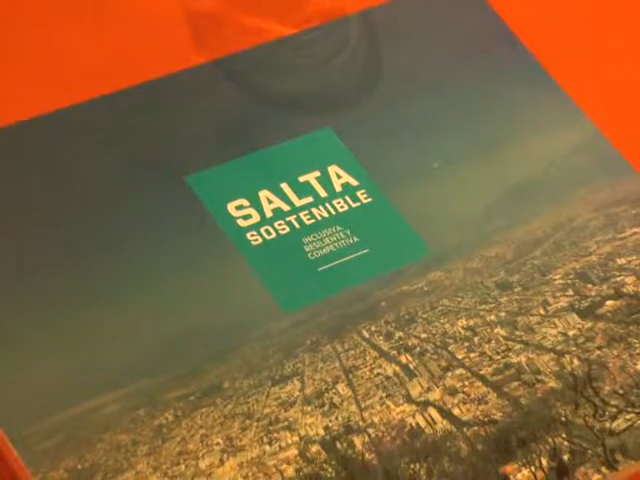 SALTA
SOSTENIBLE
INCLUSIVA,
RESILIENTE Y
COMPETITIVA